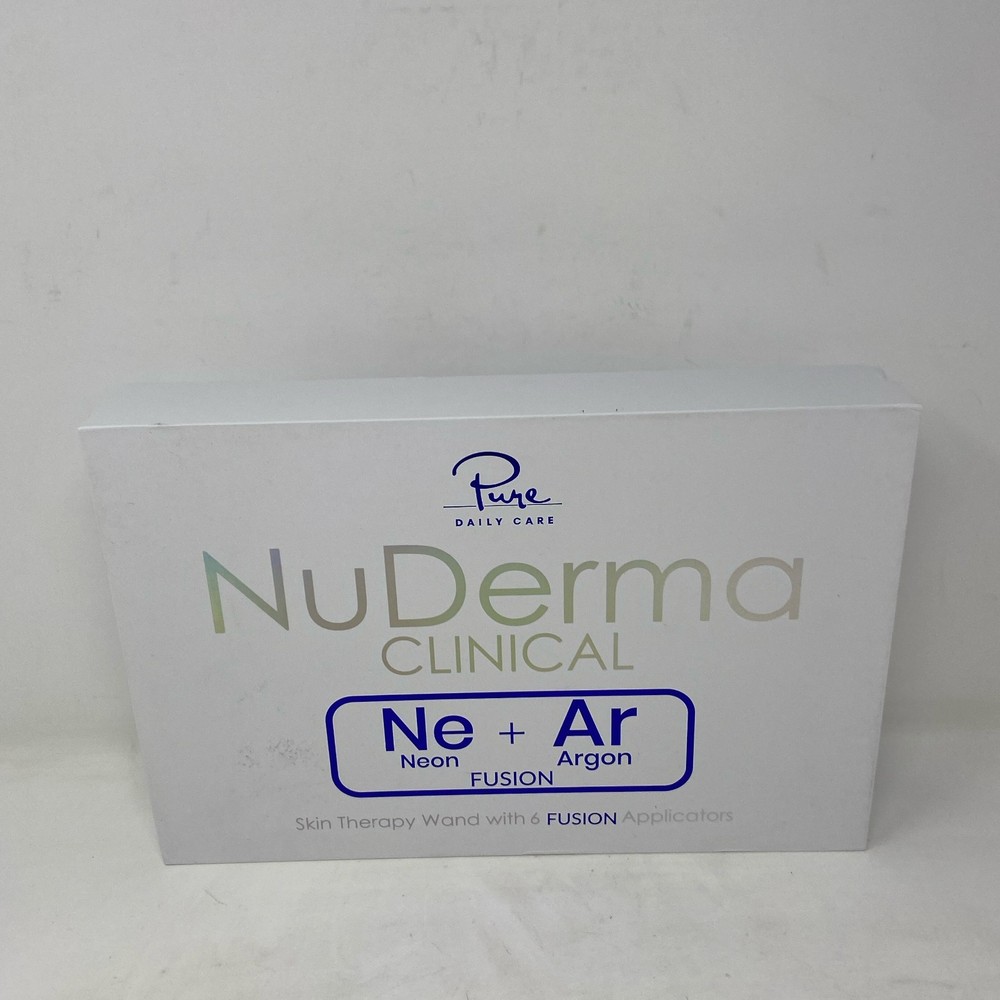 Pure
DAILY CARE
NuDerma
CLINICAL
Ne + Ar
Neon Argon
FUSION
Skin Therapy Wand with 6 FUSION Applicators